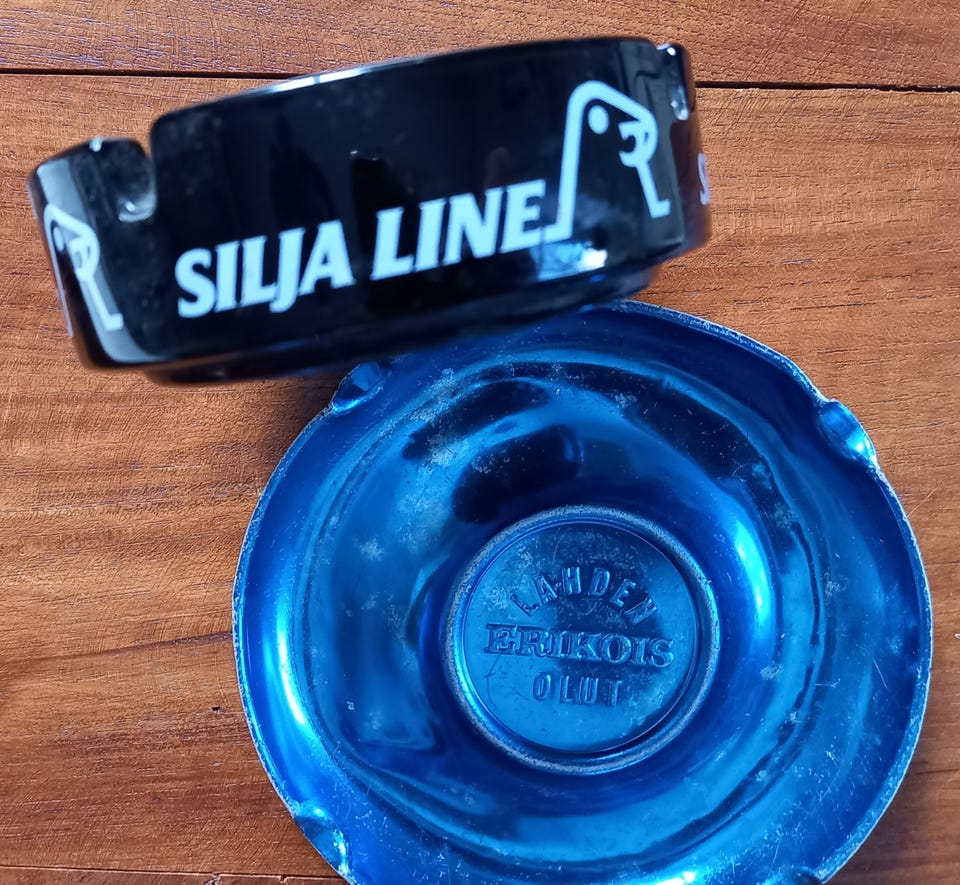 SILJA LINE
LAHDEN
ERIKOIS
OLUT